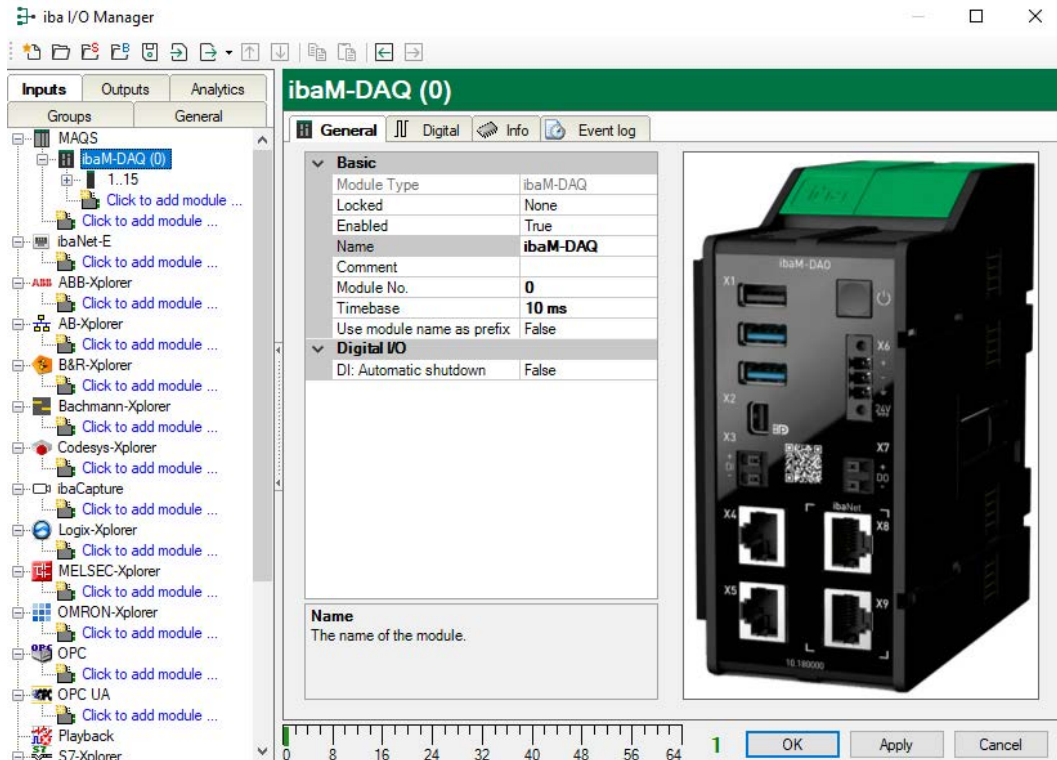 iba I/O Manager
Inputs Outputs Analytics
Groups General
MAQS
ibaM-DAQ (0)
1..15
Click to add module ...
Click to add module ...
ibaNet-E
Click to add module ...
ABB ABB-Xplorer
Click to add module ...
AB-Xplorer
Click to add module ...
B&R-Xplorer
Click to add module ...
Bachmann-Xplorer
Click to add module ...
Codesys-Xplorer
Click to add module ...
ibaCapture
Click to add module ...
Logix-Xplorer
Click to add module ...
MELSEC-Xplorer
Click to add module ...
OMRON-Xplorer
Click to add module ...
OPC OPC
Click to add module ...
OPC UA
Click to add module ...
Playback
S7 S7-Xplorer
ibaM-DAQ (0)
General Digital Info Event log
Basic
Module Type ibaM-DAQ
Locked None
Enabled True
Name ibaM-DAQ
Comment
Module No. 0
Timebase 10 ms
Use module name as prefix False
Digital I/O
DI: Automatic shutdown False
Name
The name of the module.
ibaM-DAQ
X1
X6
X2
24V
X3
X7
DI
DO
X4
ibaNet
X8
X5
X9
10.180000
0 8 16 24 32 40 48 56 64
1
OK Apply Cancel